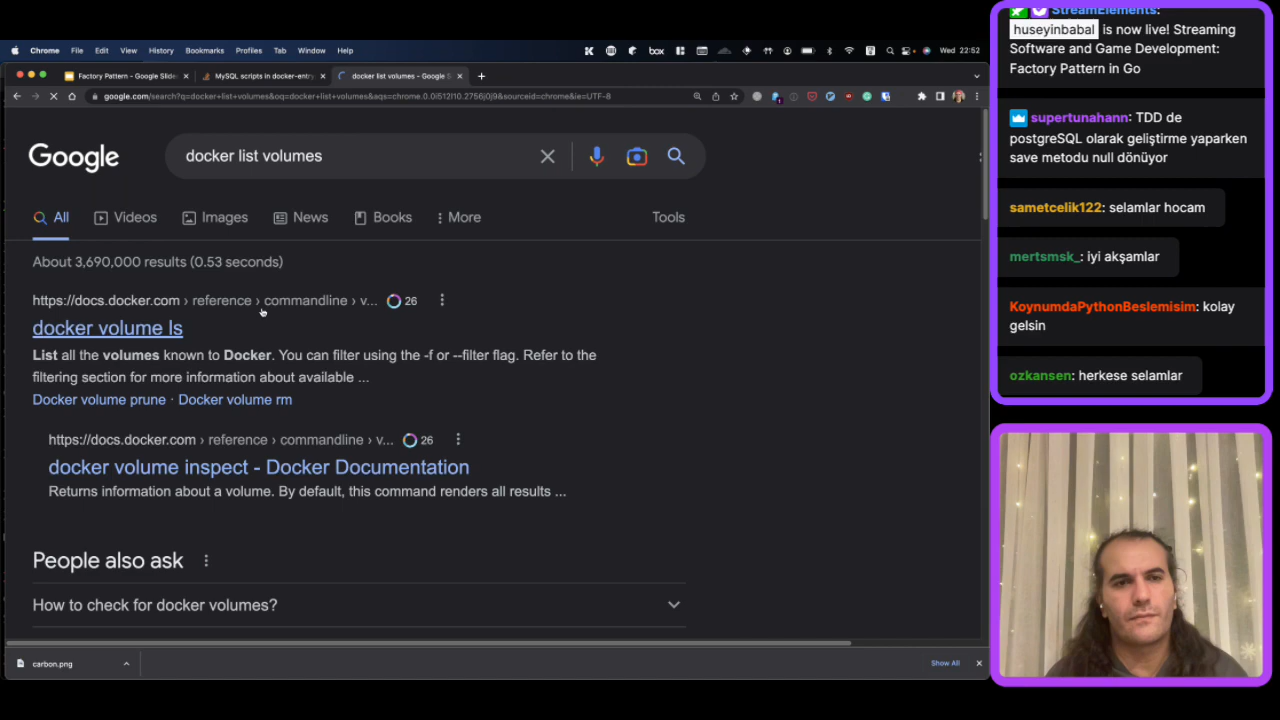 Chrome File Edit View History Bookmarks Profiles Tab Window Help
box
Wed 22:52
Factory Pattern - Google Slide
MySQL scripts in docker-entry
docker list volumes - Google S
google.com/search?q=docker+list+volumes&oq=docker+list+volumes&aqs=chrome.0.0i512l10.2756j0j9&sourceid=chrome&ie=UTF-8
Google
docker list volumes
All Videos Images News Books More Tools
About 3,690,000 results (0.53 seconds)
https://docs.docker.com › reference › commandline › v... 26
docker volume ls
List all the volumes known to Docker. You can filter using the -f or --filter flag. Refer to the
filtering section for more information about available ...
Docker volume prune · Docker volume rm
https://docs.docker.com › reference › commandline › v... 26
docker volume inspect - Docker Documentation
Returns information about a volume. By default, this command renders all results ...
People also ask
How to check for docker volumes?
carbon.png
Show All
StreamElements:
huseyinbabal is now live! Streaming
Software and Game Development:
Factory Pattern in Go
supertunahann: TDD de
postgreSQL olarak geliştirme yaparken
save metodu null dönüyor
sametcelik122: selamlar hocam
mertsmsk_: iyi akşamlar
KoynumdaPythonBeslemisim: kolay
gelsin
ozkansen: herkese selamlar